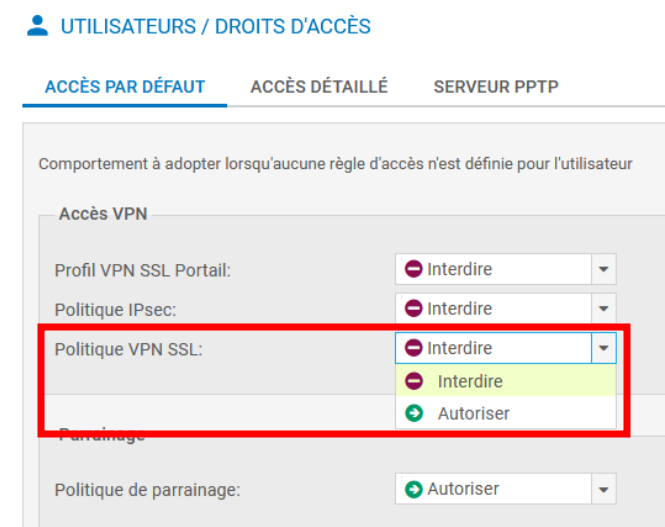 UTILISATEURS / DROITS D'ACCÈS
ACCÈS PAR DÉFAUT ACCÈS DÉTAILLÉ SERVEUR PPTP
Comportement à adopter lorsqu'aucune règle d'accès n'est définie pour l'utilisateur
Accès VPN
Profil VPN SSL Portail: Interdire
Politique IPsec: Interdire
Politique VPN SSL: Interdire
Interdire
Autoriser
Parrainage
Politique de parrainage: Autoriser